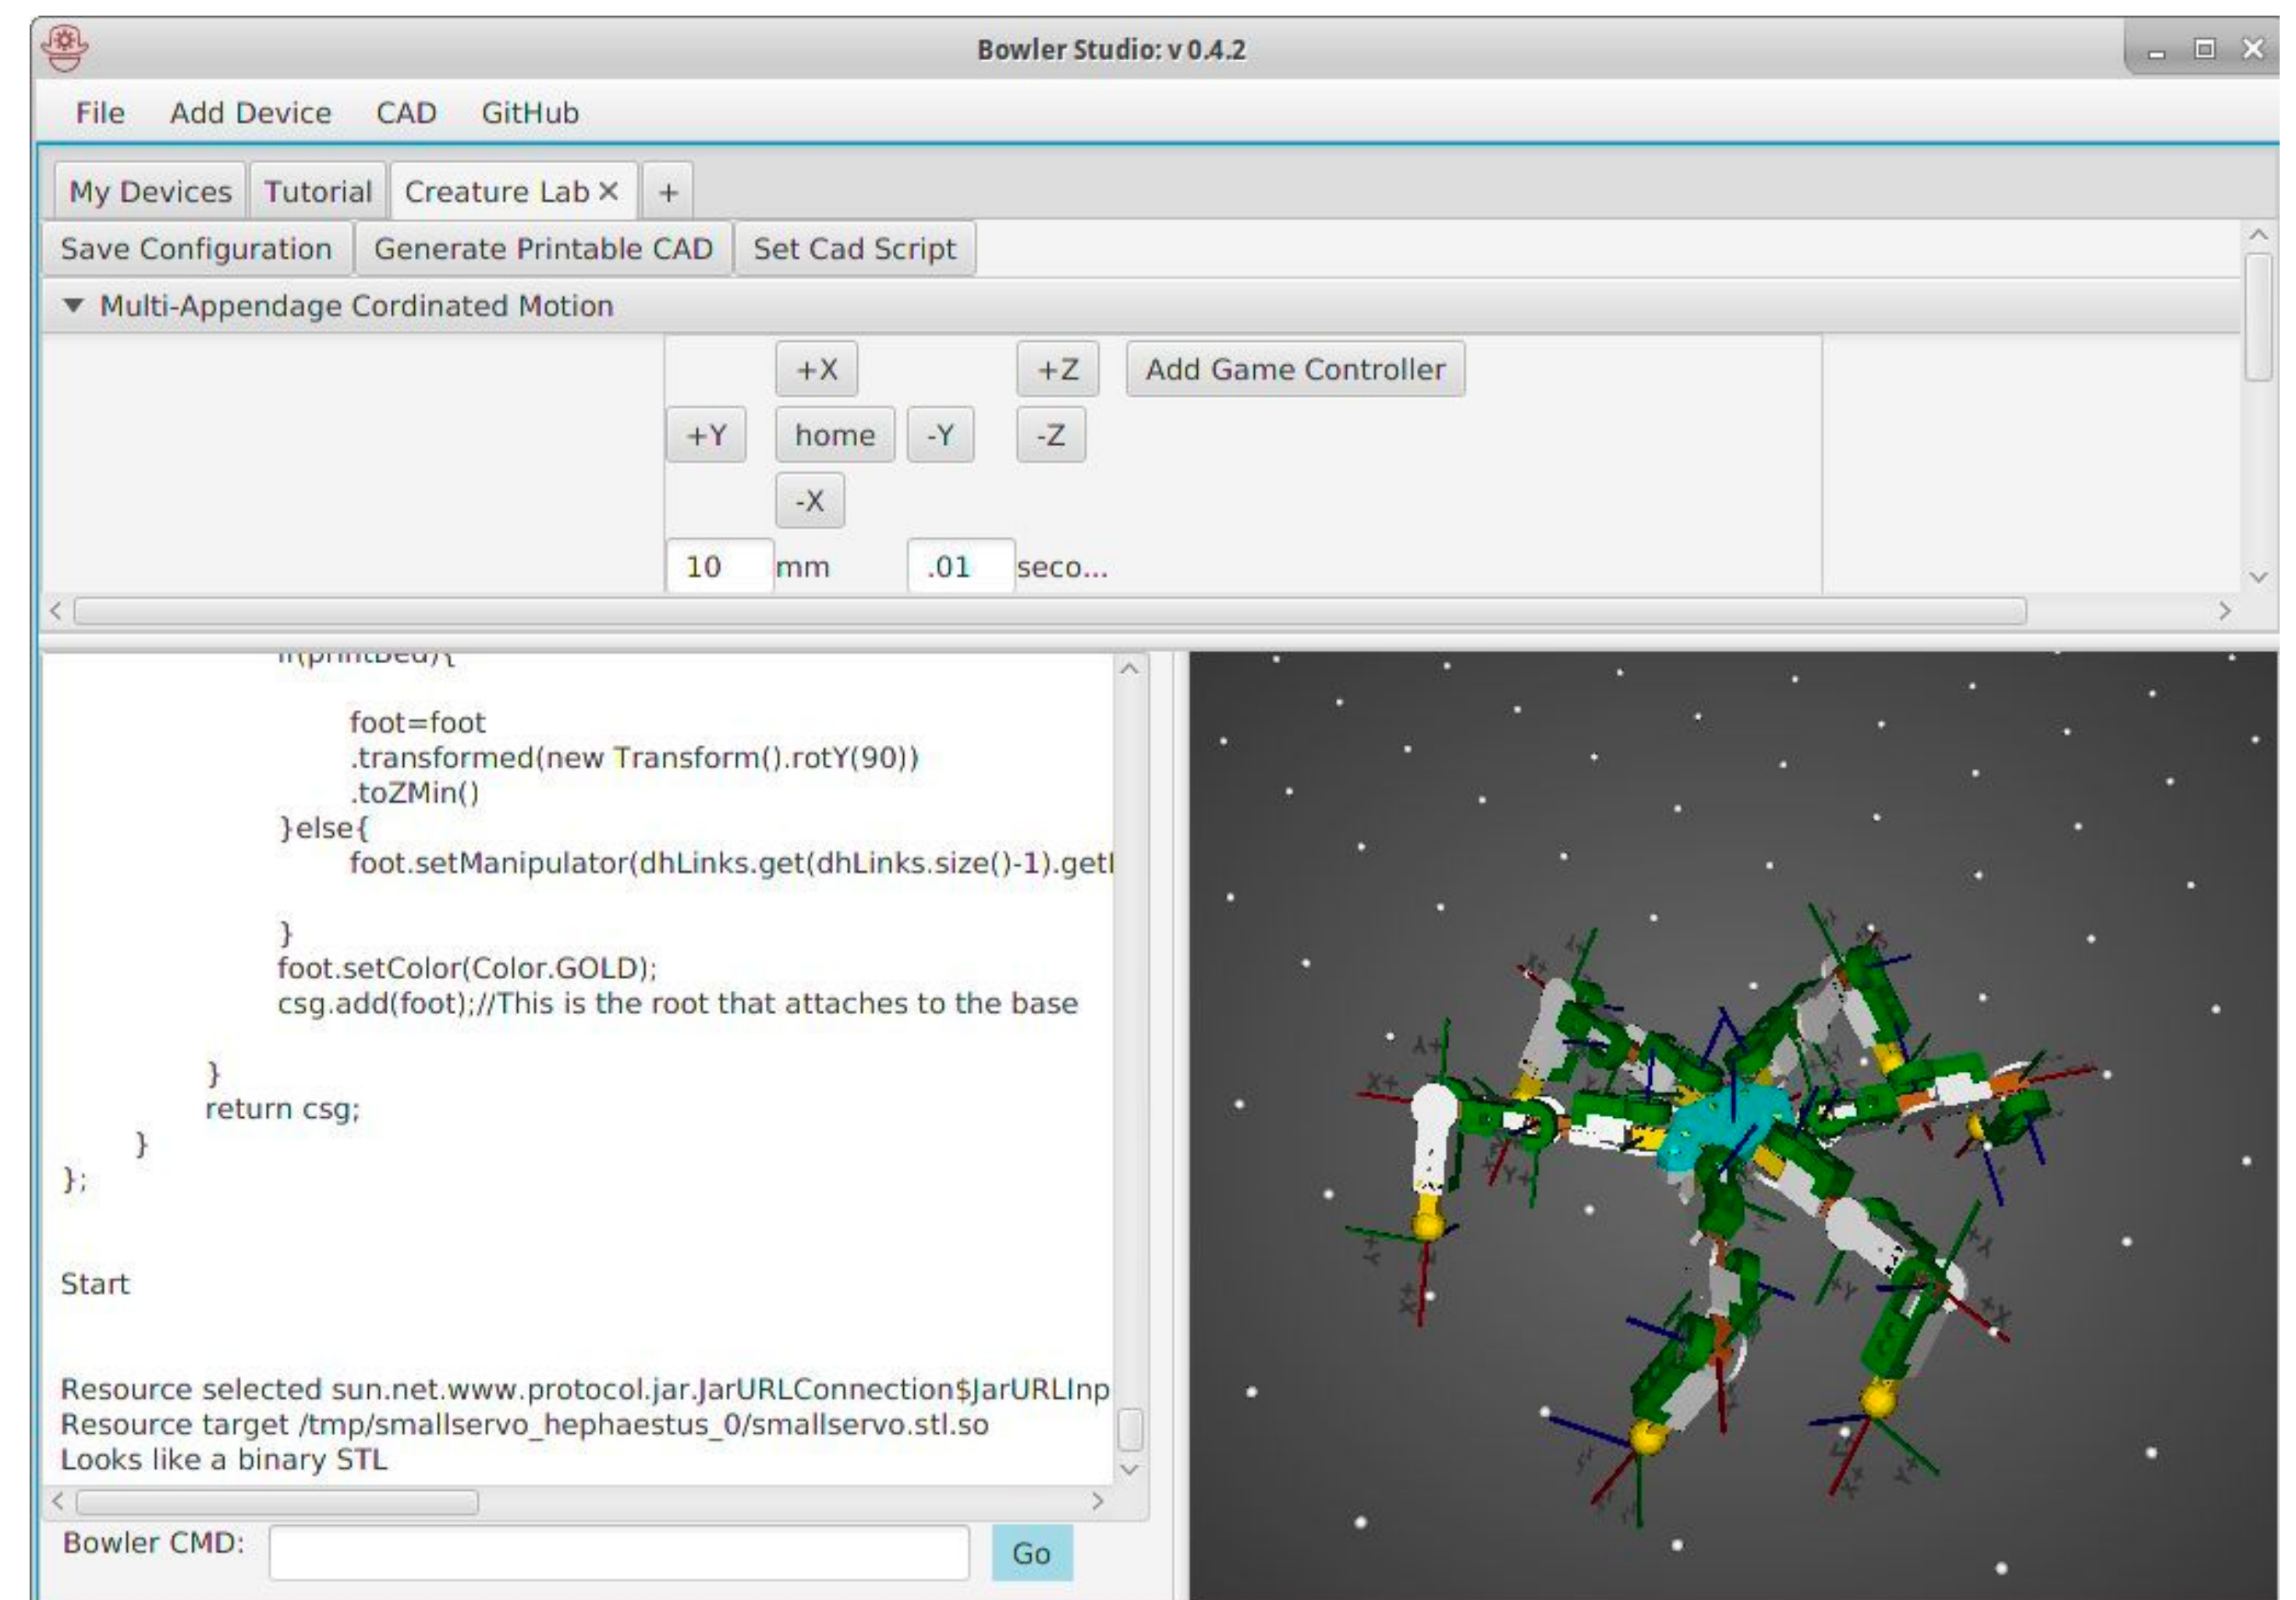 Bowler Studio: v 0.4.2
File Add Device CAD GitHub
My Devices Tutorial Creature Lab × +
Save Configuration Generate Printable CAD Set Cad Script
Multi-Appendage Cordinated Motion
+X +Z Add Game Controller
+Y home -Y -Z
-X
10 mm .01 seco...
if(printBed){
foot=foot
.transformed(new Transform().rotY(90))
.toZMin()
}else{
foot.setManipulator(dhLinks.get(dhLinks.size()-1).getl
}
foot.setColor(Color.GOLD);
csg.add(foot);//This is the root that attaches to the base
}
return csg;
}
};
Start
Resource selected sun.net.www.protocol.jar.JarURLConnection$JarURLInp
Resource target /tmp/smallservo_hephaestus_0/smallservo.stl.so
Looks like a binary STL
Bowler CMD: Go
X+
Y+